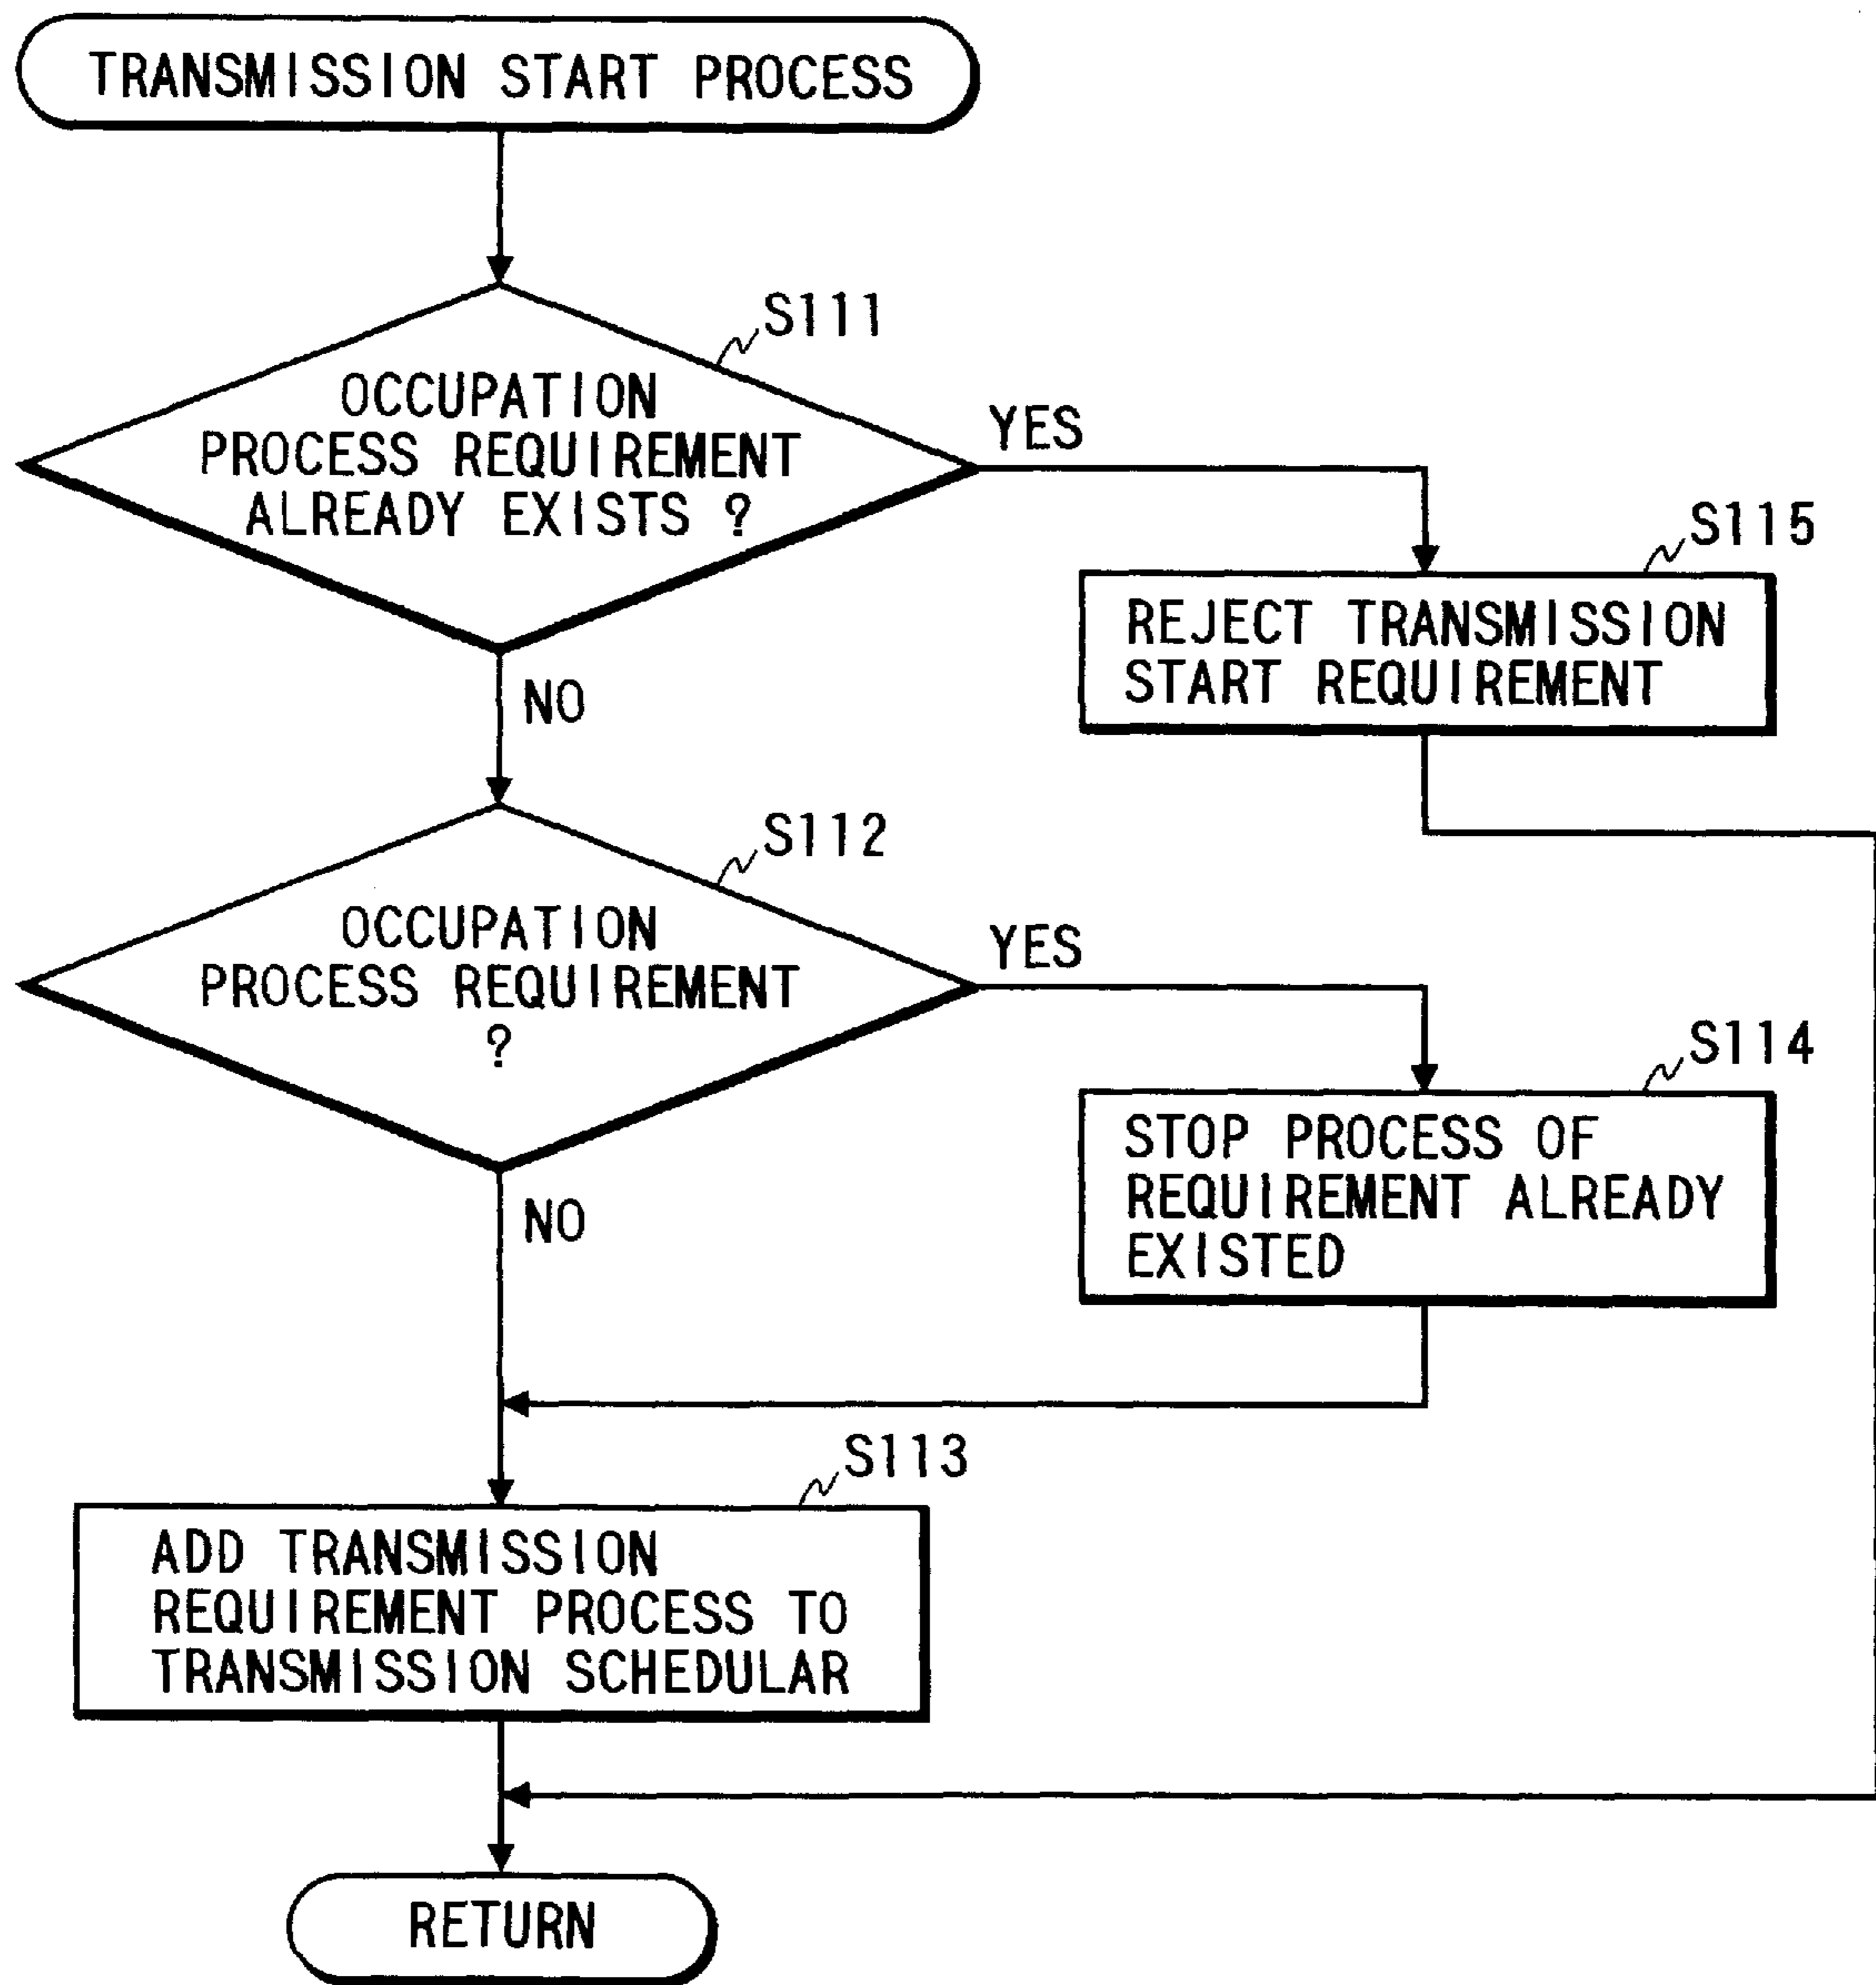 TRANSMISSION START PROCESS
S111
OCCUPATION
PROCESS REQUIREMENT
ALREADY EXISTS ?
YES
S115
REJECT TRANSMISSION
START REQUIREMENT
NO
S112
OCCUPATION
PROCESS REQUIREMENT
?
YES
S114
STOP PROCESS OF
REQUIREMENT ALREADY
EXISTED
NO
S113
ADD TRANSMISSION
REQUIREMENT PROCESS TO
TRANSMISSION SCHEDULAR
RETURN